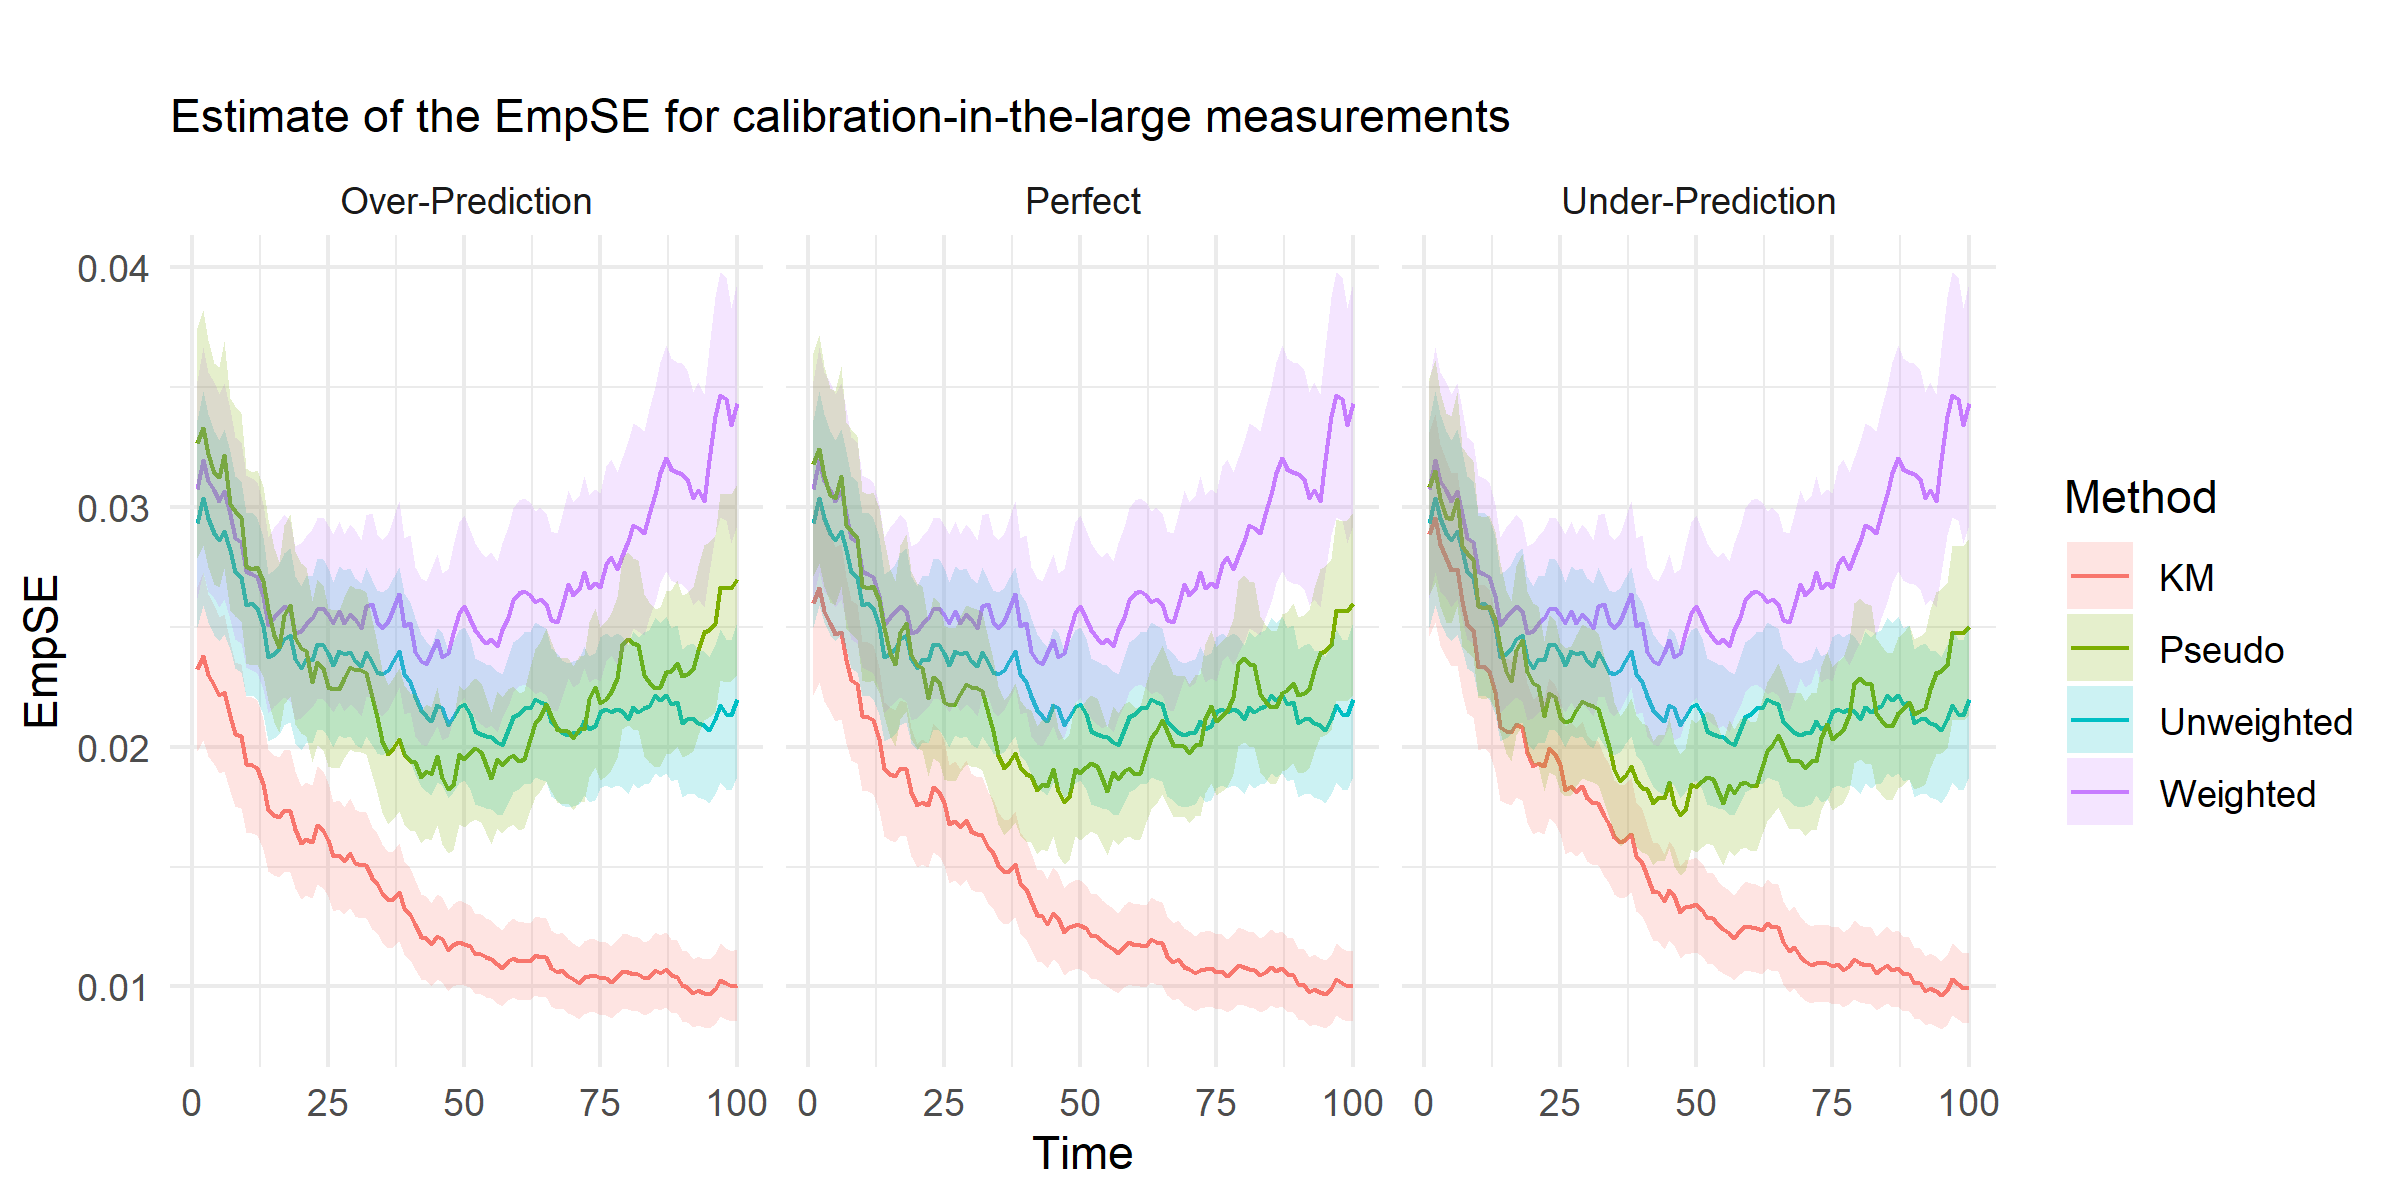 Estimate of the EmpSE for calibration-in-the-large measurements
Over-Prediction Perfect Under-Prediction
0.04
0.03
0.02
0.01
EmpSE
0 25 50 75 100 0 25 50 75 100 0 25 50 75 100
Time
Method
KM
Pseudo
Unweighted
Weighted